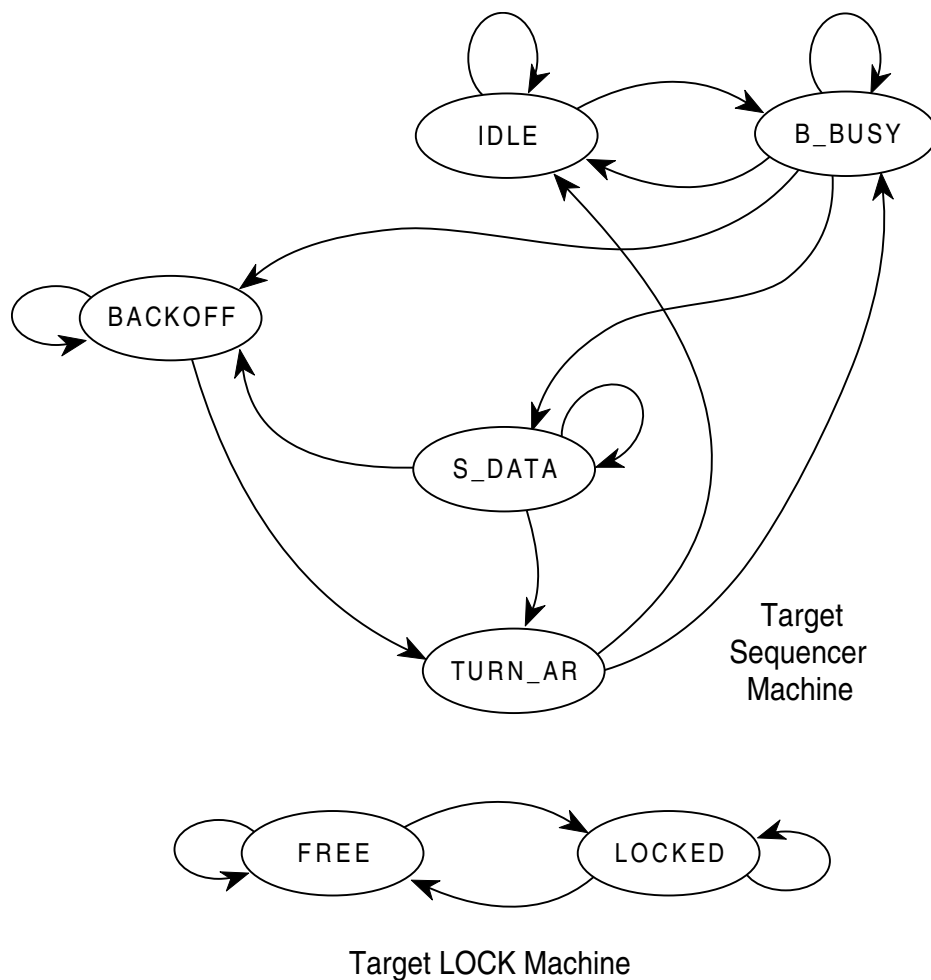 IDLE
B_BUSY
BACKOFF
S_DATA
TURN_AR
Target
Sequencer
Machine
FREE
LOCKED
Target LOCK Machine